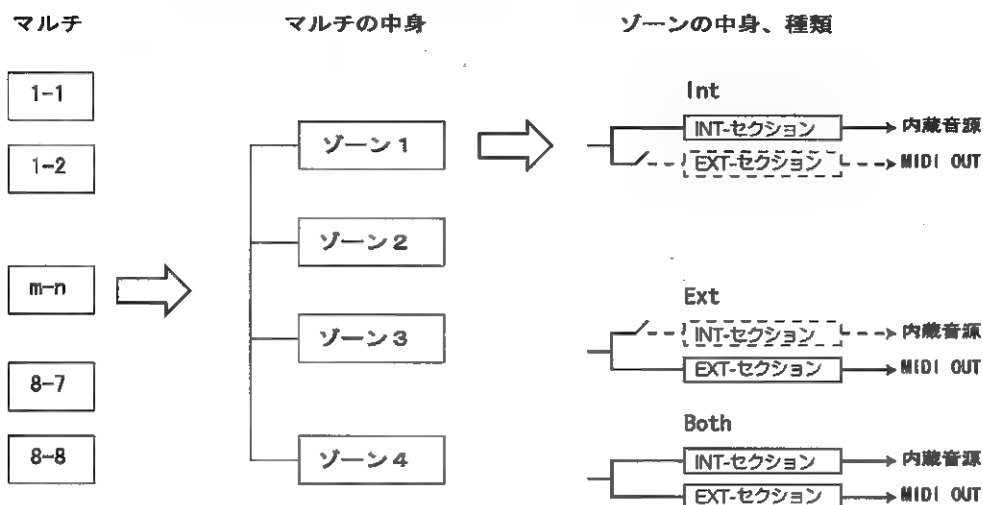 マルチ
マルチの中身
ゾーンの中身、種類
1-1
1-2
m-n
8-7
8-8
ゾーン1
ゾーン2
ゾーン3
ゾーン4
Int
INT-セクション
内蔵音源
EXT-セクション
MIDI OUT
Ext
INT-セクション
内蔵音源
EXT-セクション
MIDI OUT
Both
INT-セクション
内蔵音源
EXT-セクション
MIDI OUT